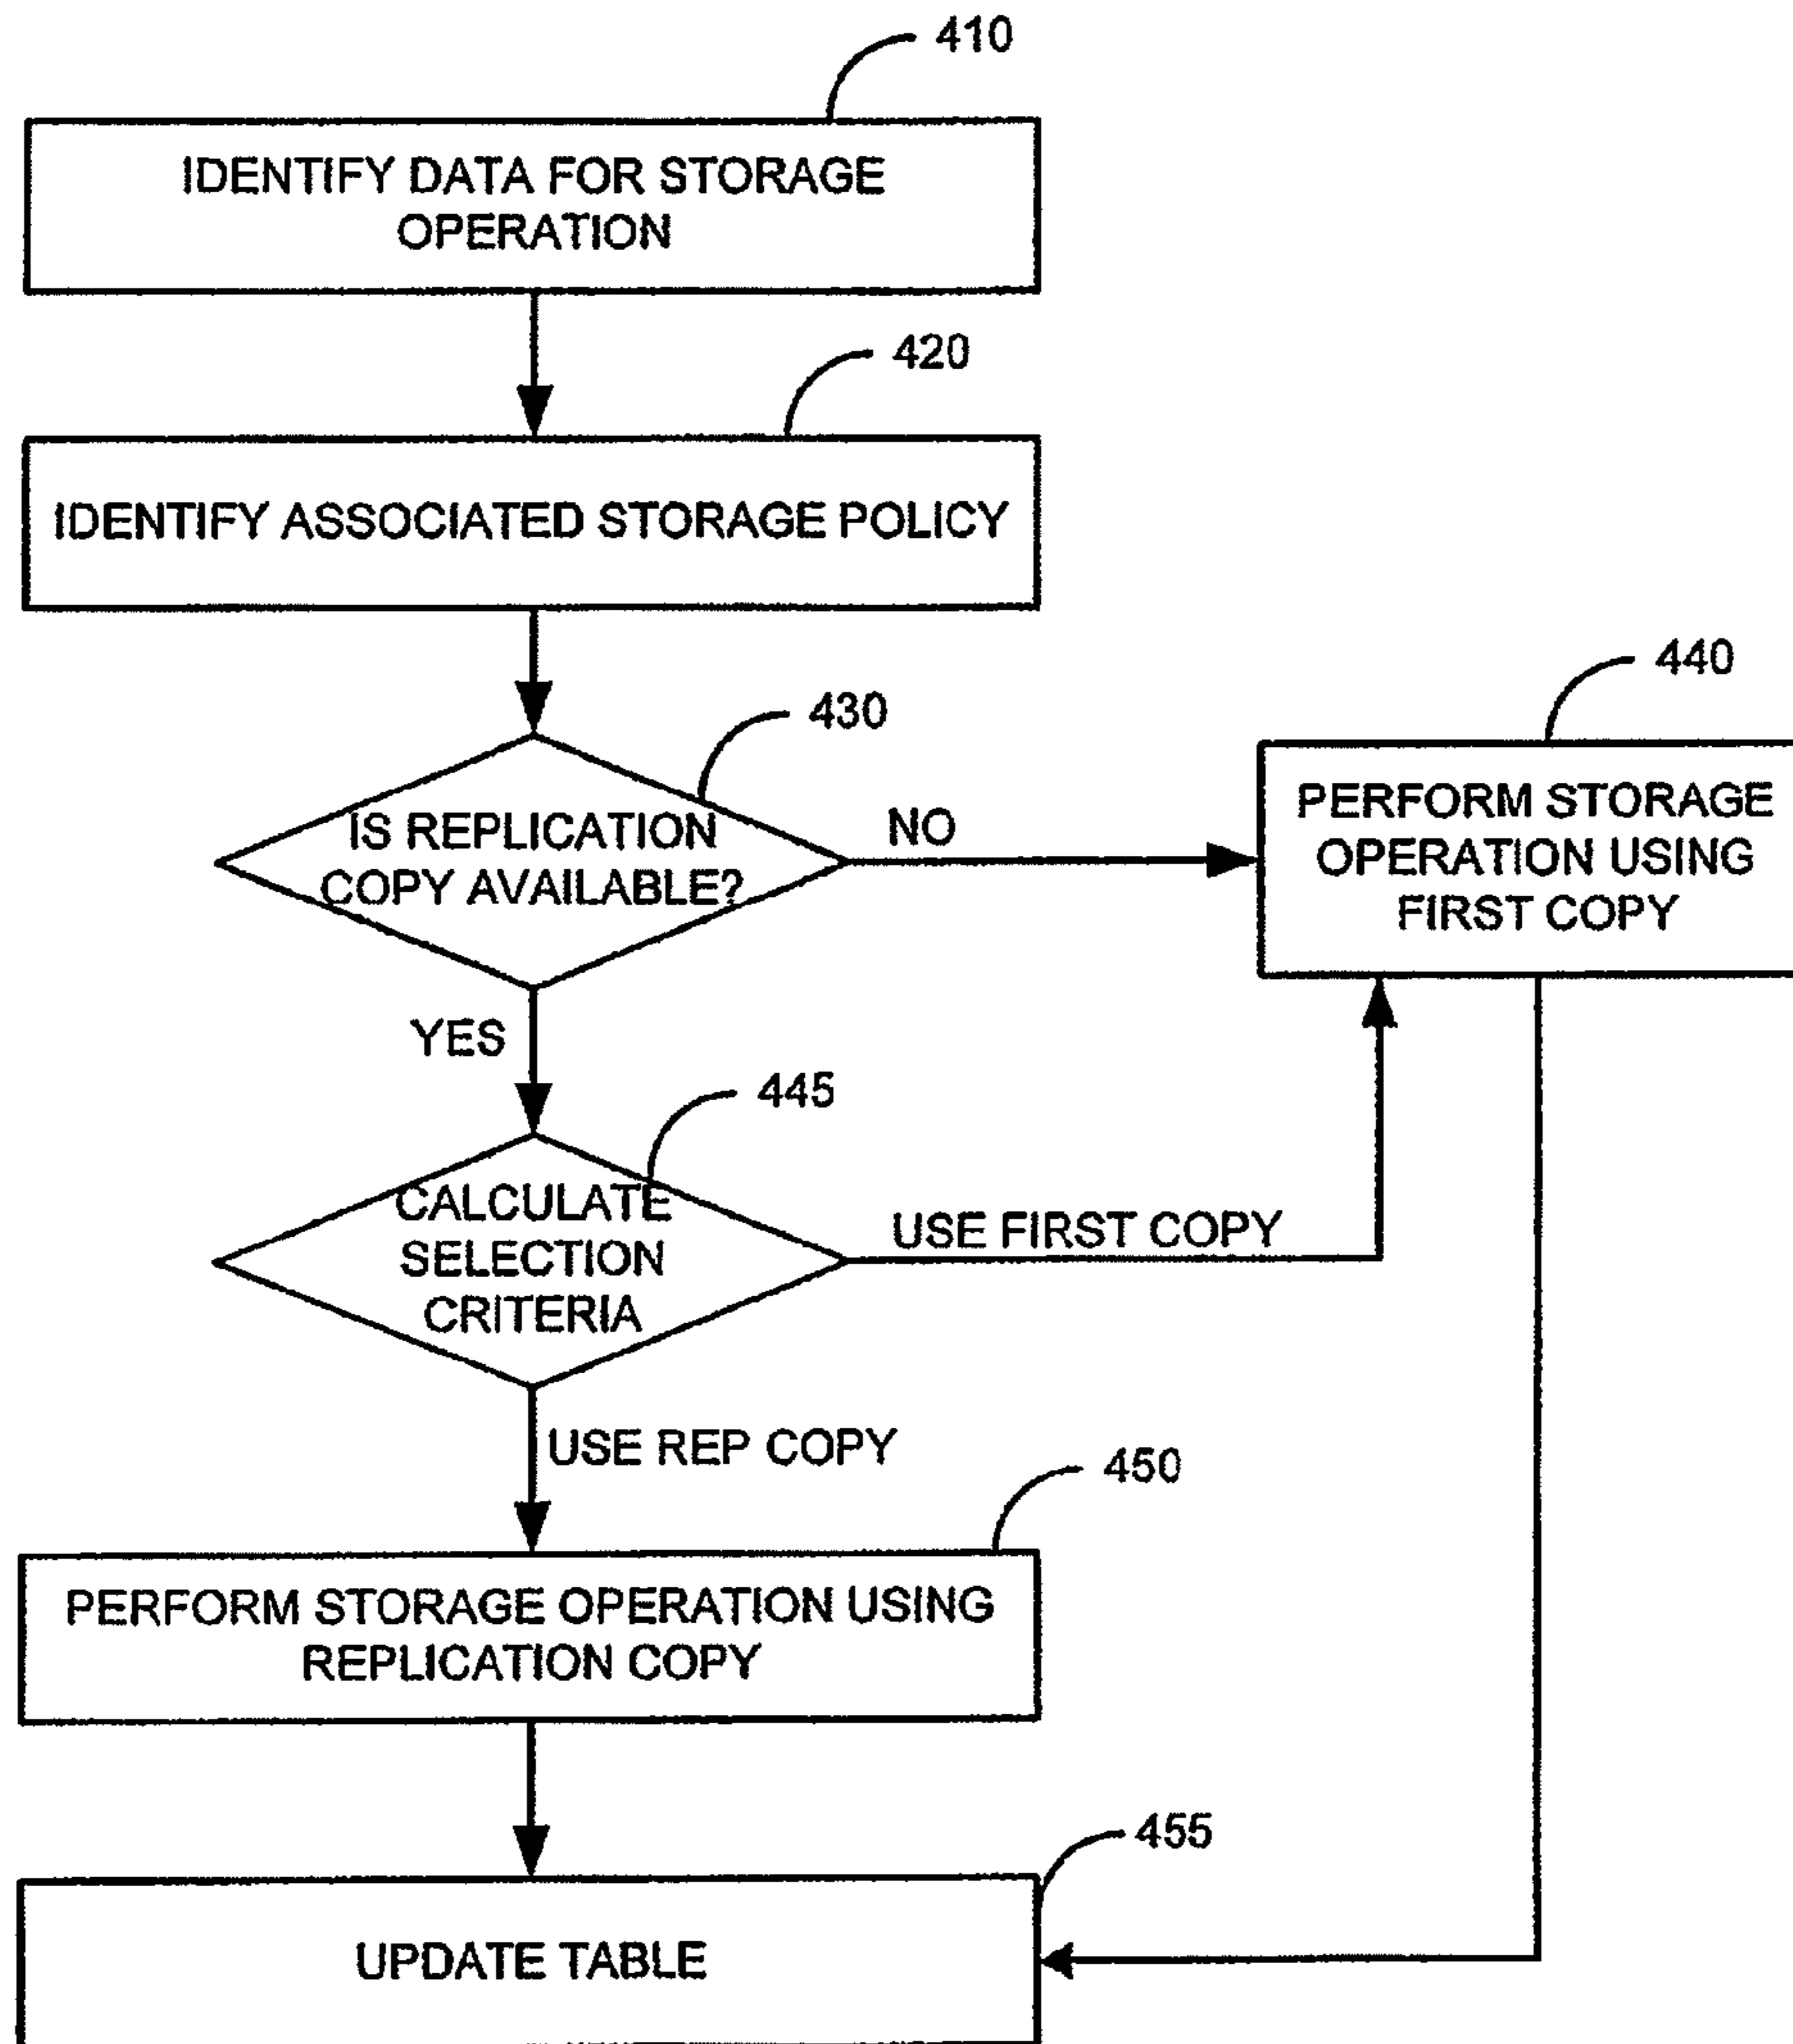 410
IDENTIFY DATA FOR STORAGE
OPERATION
420
IDENTIFY ASSOCIATED STORAGE POLICY
430
IS REPLICATION
COPY AVAILABLE?
NO
440
PERFORM STORAGE
OPERATION USING
FIRST COPY
YES
445
CALCULATE
SELECTION
CRITERIA
USE FIRST COPY
USE REP COPY
450
PERFORM STORAGE OPERATION USING
REPLICATION COPY
455
UPDATE TABLE